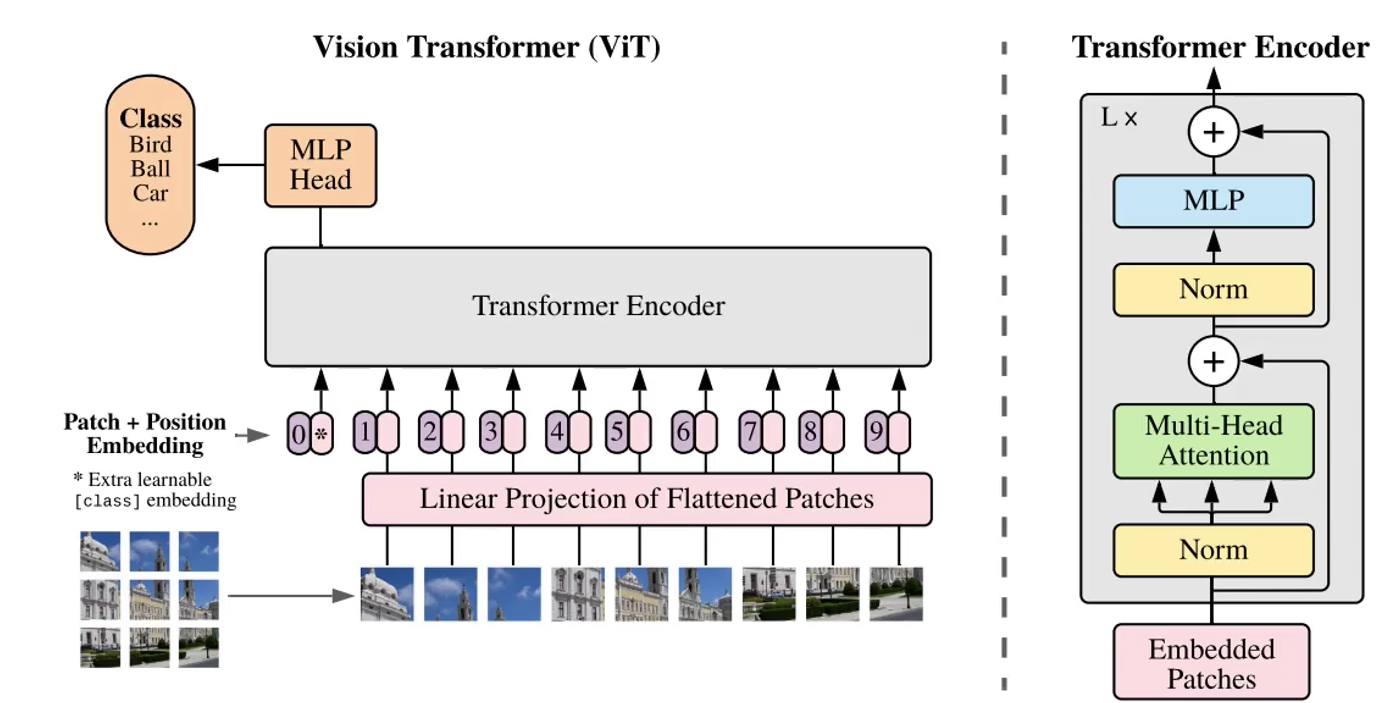 Vision Transformer (ViT)
Class
Bird
Ball
Car
...
MLP
Head
Transformer Encoder
Patch + Position
Embedding
* Extra learnable
[class] embedding
0 * 1 2 3 4 5 6 7 8 9
Linear Projection of Flattened Patches
Transformer Encoder
L ×
+
MLP
Norm
+
Multi-Head
Attention
Norm
Embedded
Patches